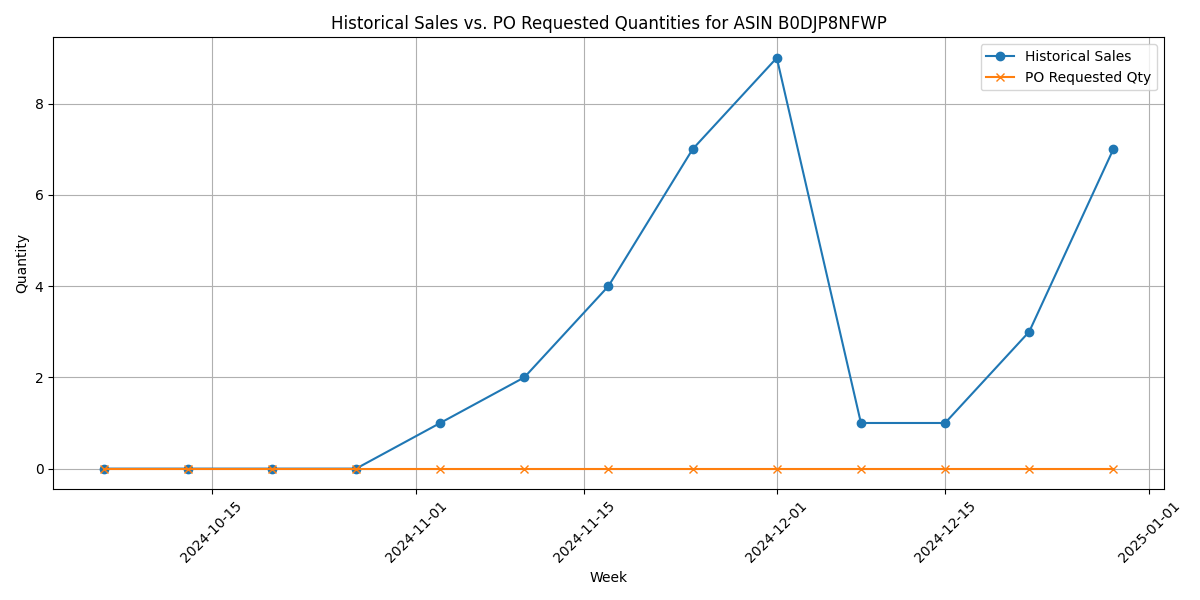 Historical Sales vs. PO Requested Quantities for ASIN B0DJP8NFWP
Historical Sales
PO Requested Qty
Quantity
8
6
4
2
0
2024-10-15
2024-11-01
2024-11-15
2024-12-01
2024-12-15
2025-01-01
Week